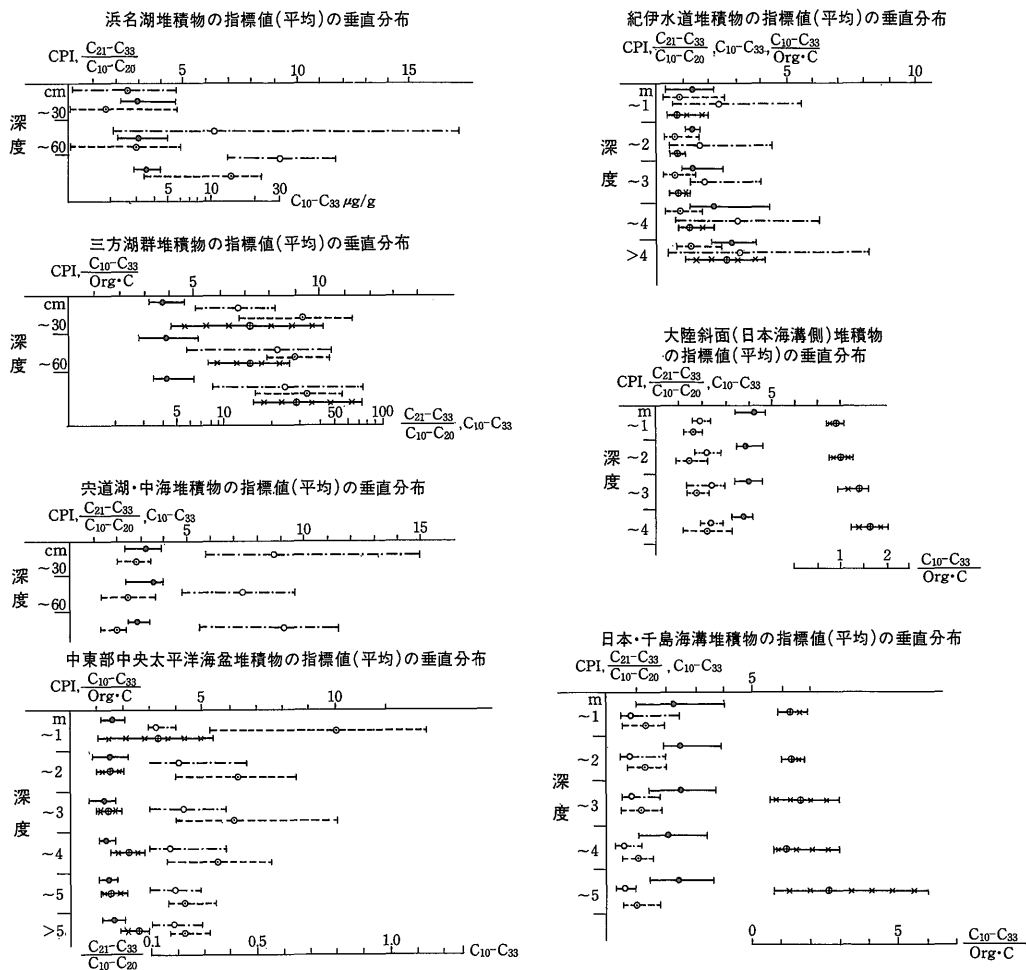 浜名湖堆積物の指標値(平均)の垂直分布
CPI, C21-C33/C10-C20
5 10 15
cm
~30
深度
~60
5 10 30
C10-C33 μg/g
三方湖群堆積物の指標値(平均)の垂直分布
CPI, C10-C33/Org・C
5 10
cm
~30
深度
~60
5 10 50 100
C21-C33/C10-C20, C10-C33
宍道湖・中海堆積物の指標値(平均)の垂直分布
CPI, C21-C33/C10-C20, C10-C33
5 10 15
cm
~30
深度
~60
中東部中央太平洋海盆堆積物の指標値(平均)の垂直分布
CPI, C10-C33/Org・C
5 10
m
~1
~2
深度
~3
~4
~5
>5
C21-C33/C10-C20
0.1 0.5 1.0
C10-C33
紀伊水道堆積物の指標値(平均)の垂直分布
CPI, C21-C33/C10-C20, C10-C33, C10-C33/Org・C
5 10
m
~1
~2
深度
~3
~4
>4
大陸斜面(日本海溝側)堆積物
の指標値(平均)の垂直分布
CPI, C21-C33/C10-C20, C10-C33
5
m
~1
深度
~2
~3
~4
1 2
C10-C33/Org・C
日本・千島海溝堆積物の指標値(平均)の垂直分布
CPI, C21-C33/C10-C20, C10-C33
5
m
~1
~2
深度
~3
~4
~5
0 5
C10-C33/Org・C